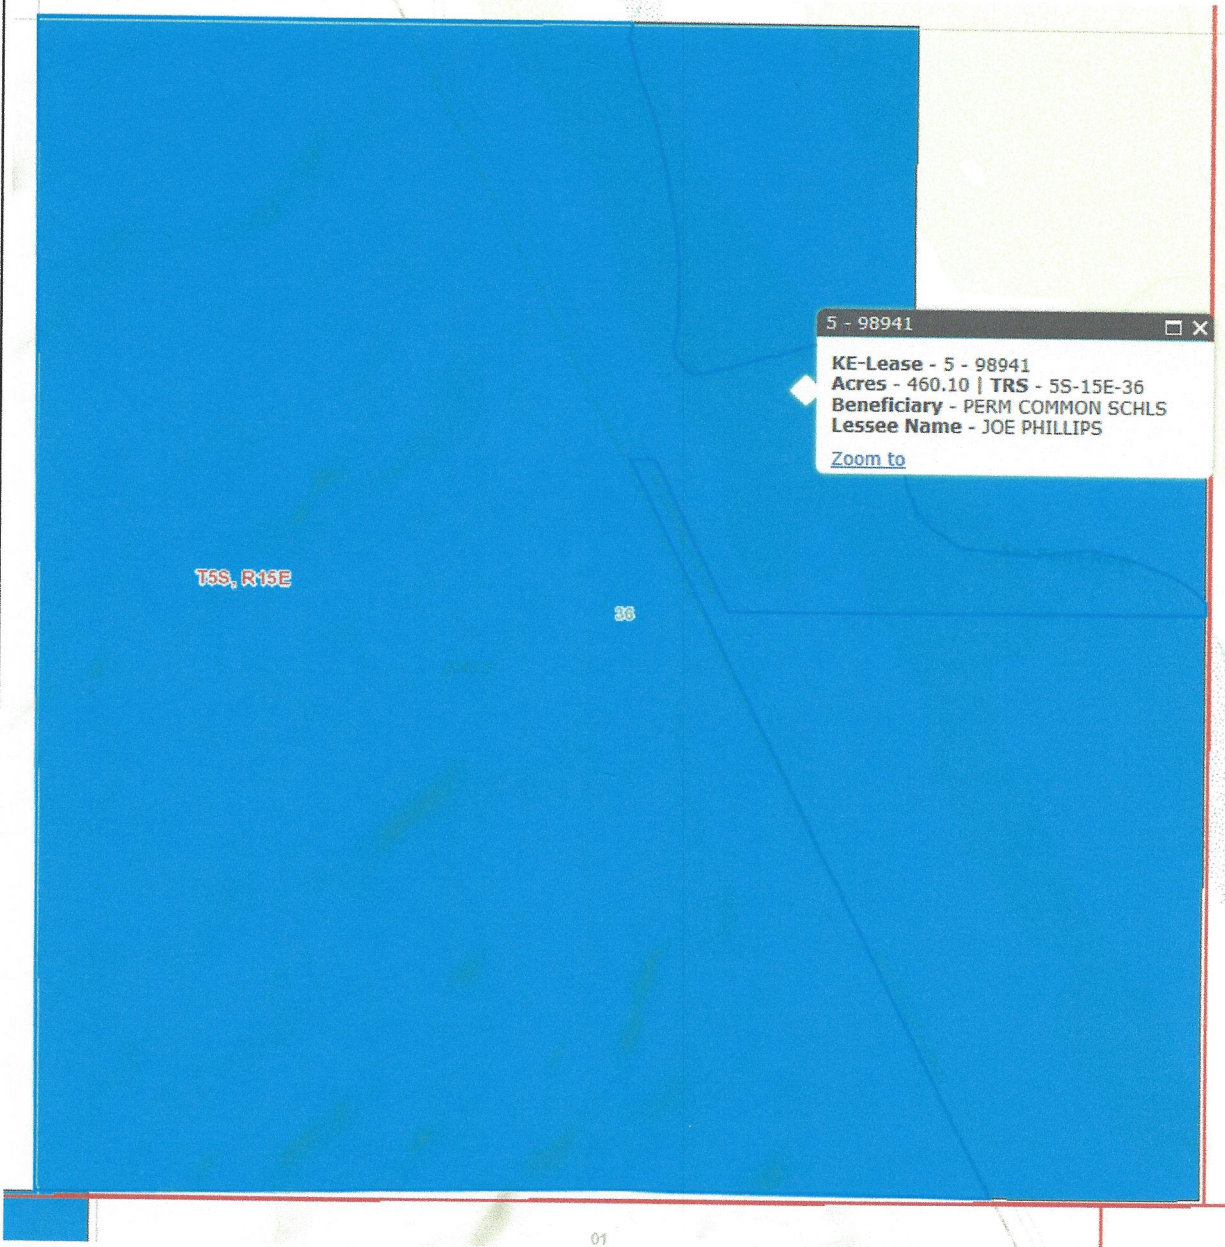 5 - 98941
KE-Lease - 5 - 98941
Acres - 460.10 | TRS - 5S-15E-36
Beneficiary - PERM COMMON SCHLS
Lessee Name - JOE PHILLIPS
Zoom to
T5S, R15E
36
01